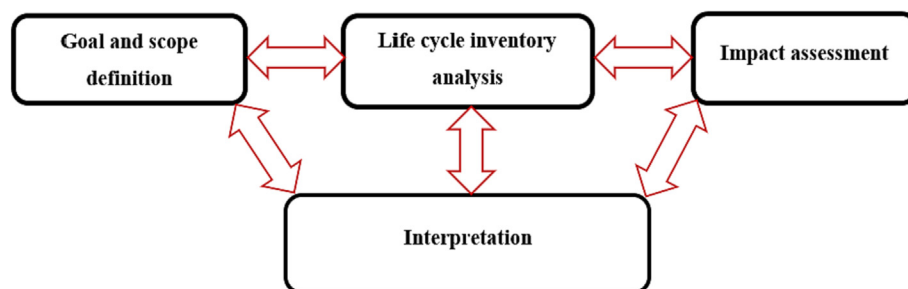 Goal and scope
definition
Life cycle inventory
analysis
Impact assessment
Interpretation